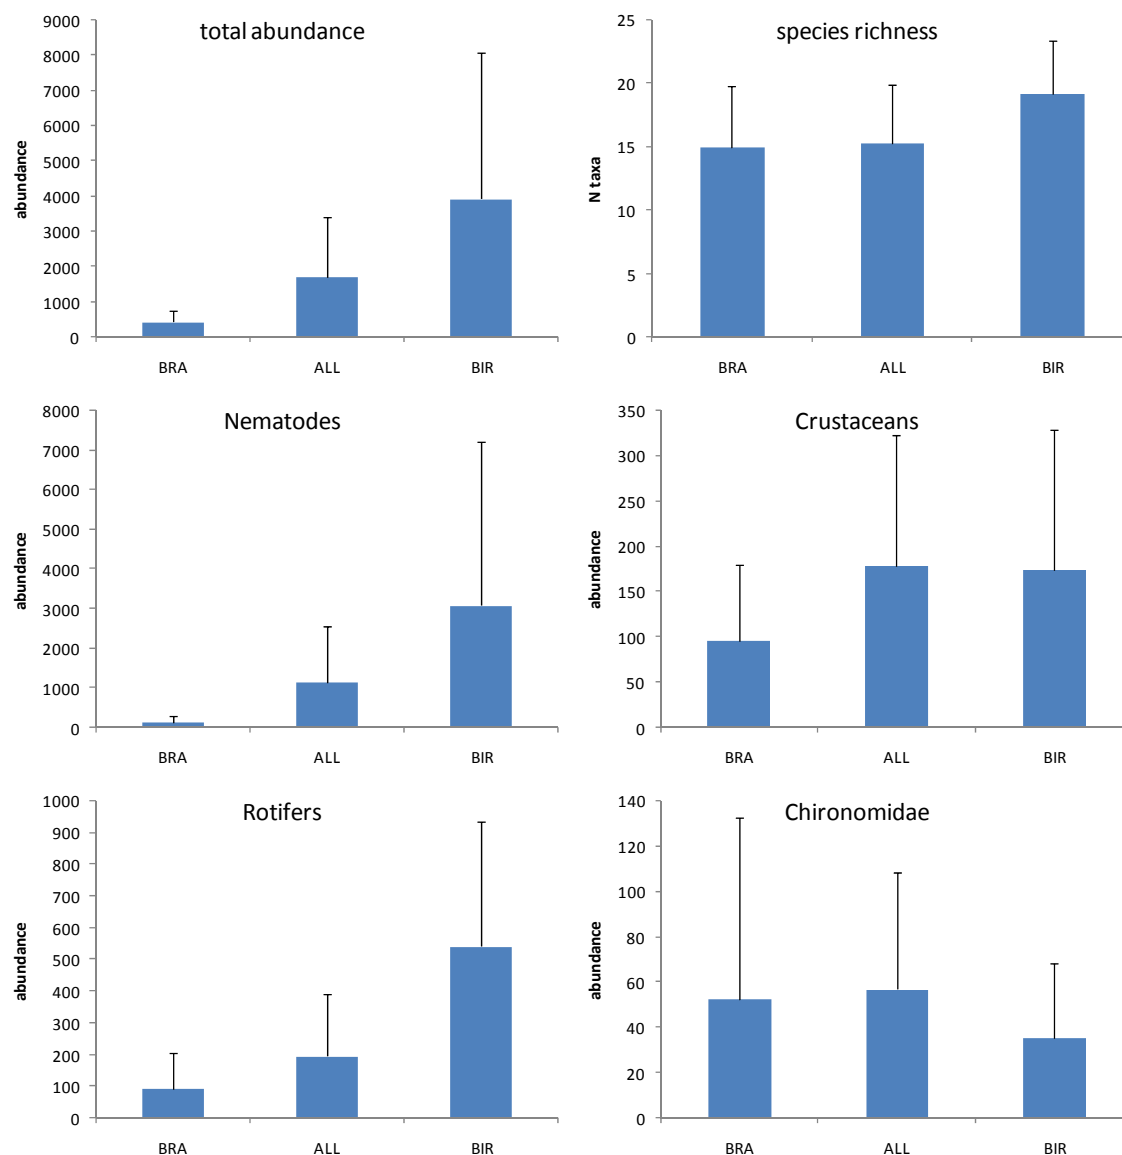 total abundance
9000
8000
7000
6000
5000
4000
3000
2000
1000
0
abundance
BRA ALL BIR
species richness
25
20
15
10
5
0
N taxa
BRA ALL BIR
Nematodes
8000
7000
6000
5000
4000
3000
2000
1000
0
abundance
BRA ALL BIR
Crustaceans
350
300
250
200
150
100
50
0
abundance
BRA ALL BIR
Rotifers
1000
900
800
700
600
500
400
300
200
100
0
abundance
BRA ALL BIR
Chironomidae
140
120
100
80
60
40
20
0
abundance
BRA ALL BIR